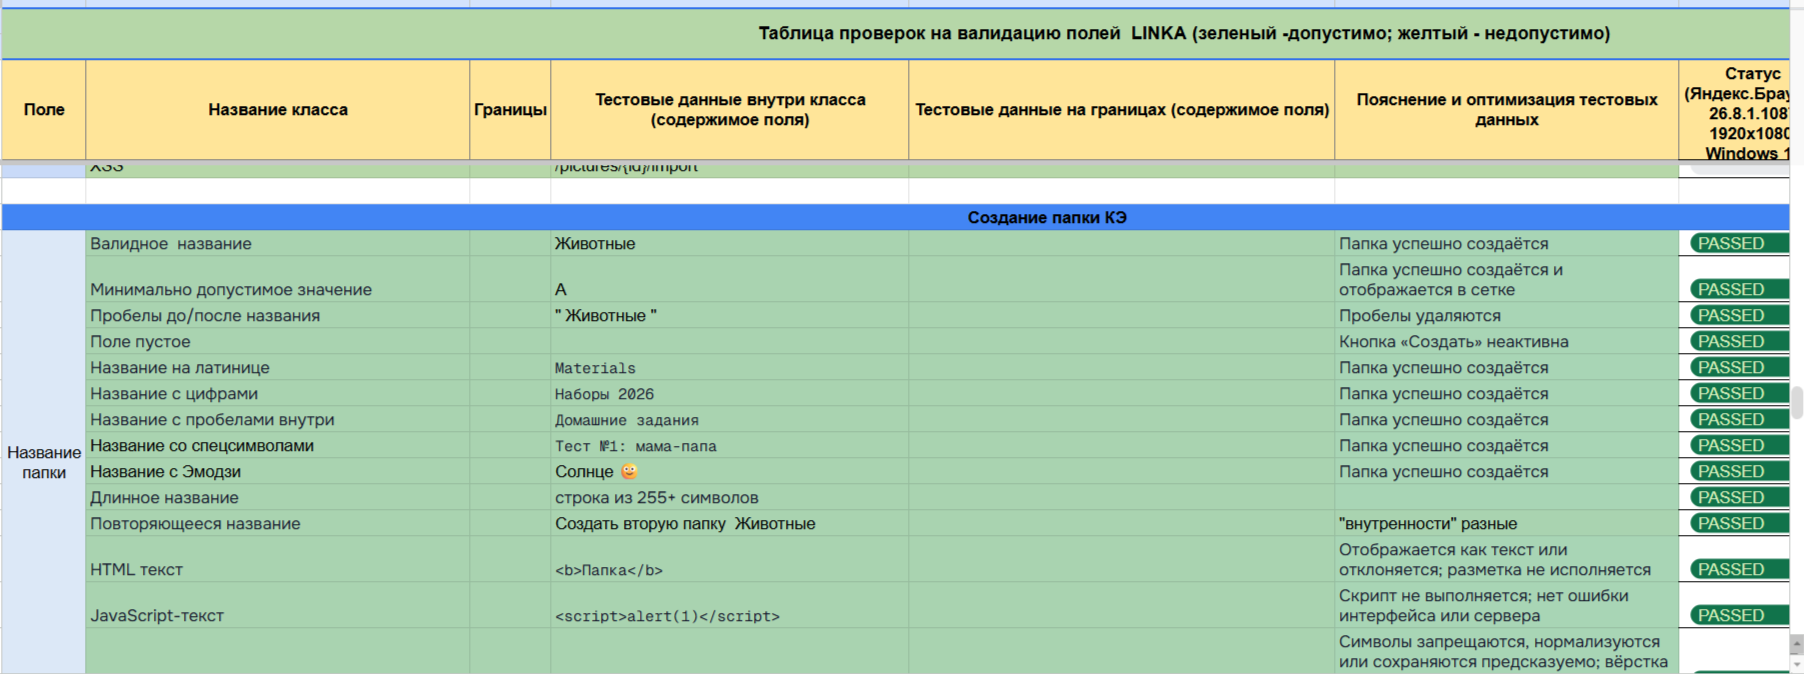 Таблица проверок на валидацию полей LINKA (зеленый -допустимо; желтый - недопустимо)
Поле
Название класса
Границы
Тестовые данные внутри класса
(содержимое поля)
Тестовые данные на границах (содержимое поля)
Пояснение и оптимизация тестовых
данных
Статус
(Яндекс.Брау
26.8.1.108
1920x1080
Windows 1
XSS
/pictures/{id}/import
Создание папки КЭ
Название
папки
Валидное  название
Животные
Папка успешно создаётся
PASSED
Минимально допустимое значение
А
Папка успешно создаётся и
отображается в сетке
PASSED
Пробелы до/после названия
" Животные "
Пробелы удаляются
PASSED
Поле пустое
Кнопка «Создать» неактивна
PASSED
Название на латинице
Materials
Папка успешно создаётся
PASSED
Название с цифрами
Наборы 2026
Папка успешно создаётся
PASSED
Название с пробелами внутри
Домашние задания
Папка успешно создаётся
PASSED
Название со спецсимволами
Тест №1: мама-папа
Папка успешно создаётся
PASSED
Название с Эмодзи
Солнце 🙂
Папка успешно создаётся
PASSED
Длинное название
строка из 255+ символов
PASSED
Повторяющееся название
Создать вторую папку  Животные
"внутренности" разные
PASSED
HTML текст
<b>Папка</b>
Отображается как текст или
отклоняется; разметка не исполняется
PASSED
JavaScript-текст
<script>alert(1)</script>
Скрипт не выполняется; нет ошибки
интерфейса или сервера
PASSED
Символы запрещаются, нормализуются
или сохраняются предсказуемо; вёрстка